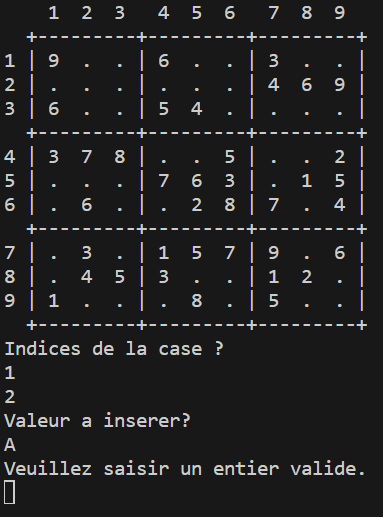 1  2  3   4  5  6   7  8  9
  +---------+---------+---------+
1 | 9  .  . | 6  .  . | 3  .  . |
2 | .  .  . | .  .  . | 4  6  9 |
3 | 6  .  . | 5  4  . | .  .  . |
  +---------+---------+---------+
4 | 3  7  8 | .  .  5 | .  .  2 |
5 | .  .  . | 7  6  3 | .  1  5 |
6 | .  6  . | .  2  8 | 7  .  4 |
  +---------+---------+---------+
7 | .  3  . | 1  5  7 | 9  .  6 |
8 | .  4  5 | 3  .  . | 1  2  . |
9 | 1  .  . | .  8  . | 5  .  . |
  +---------+---------+---------+
Indices de la case ?
1
2
Valeur a inserer?
A
Veuillez saisir un entier valide.